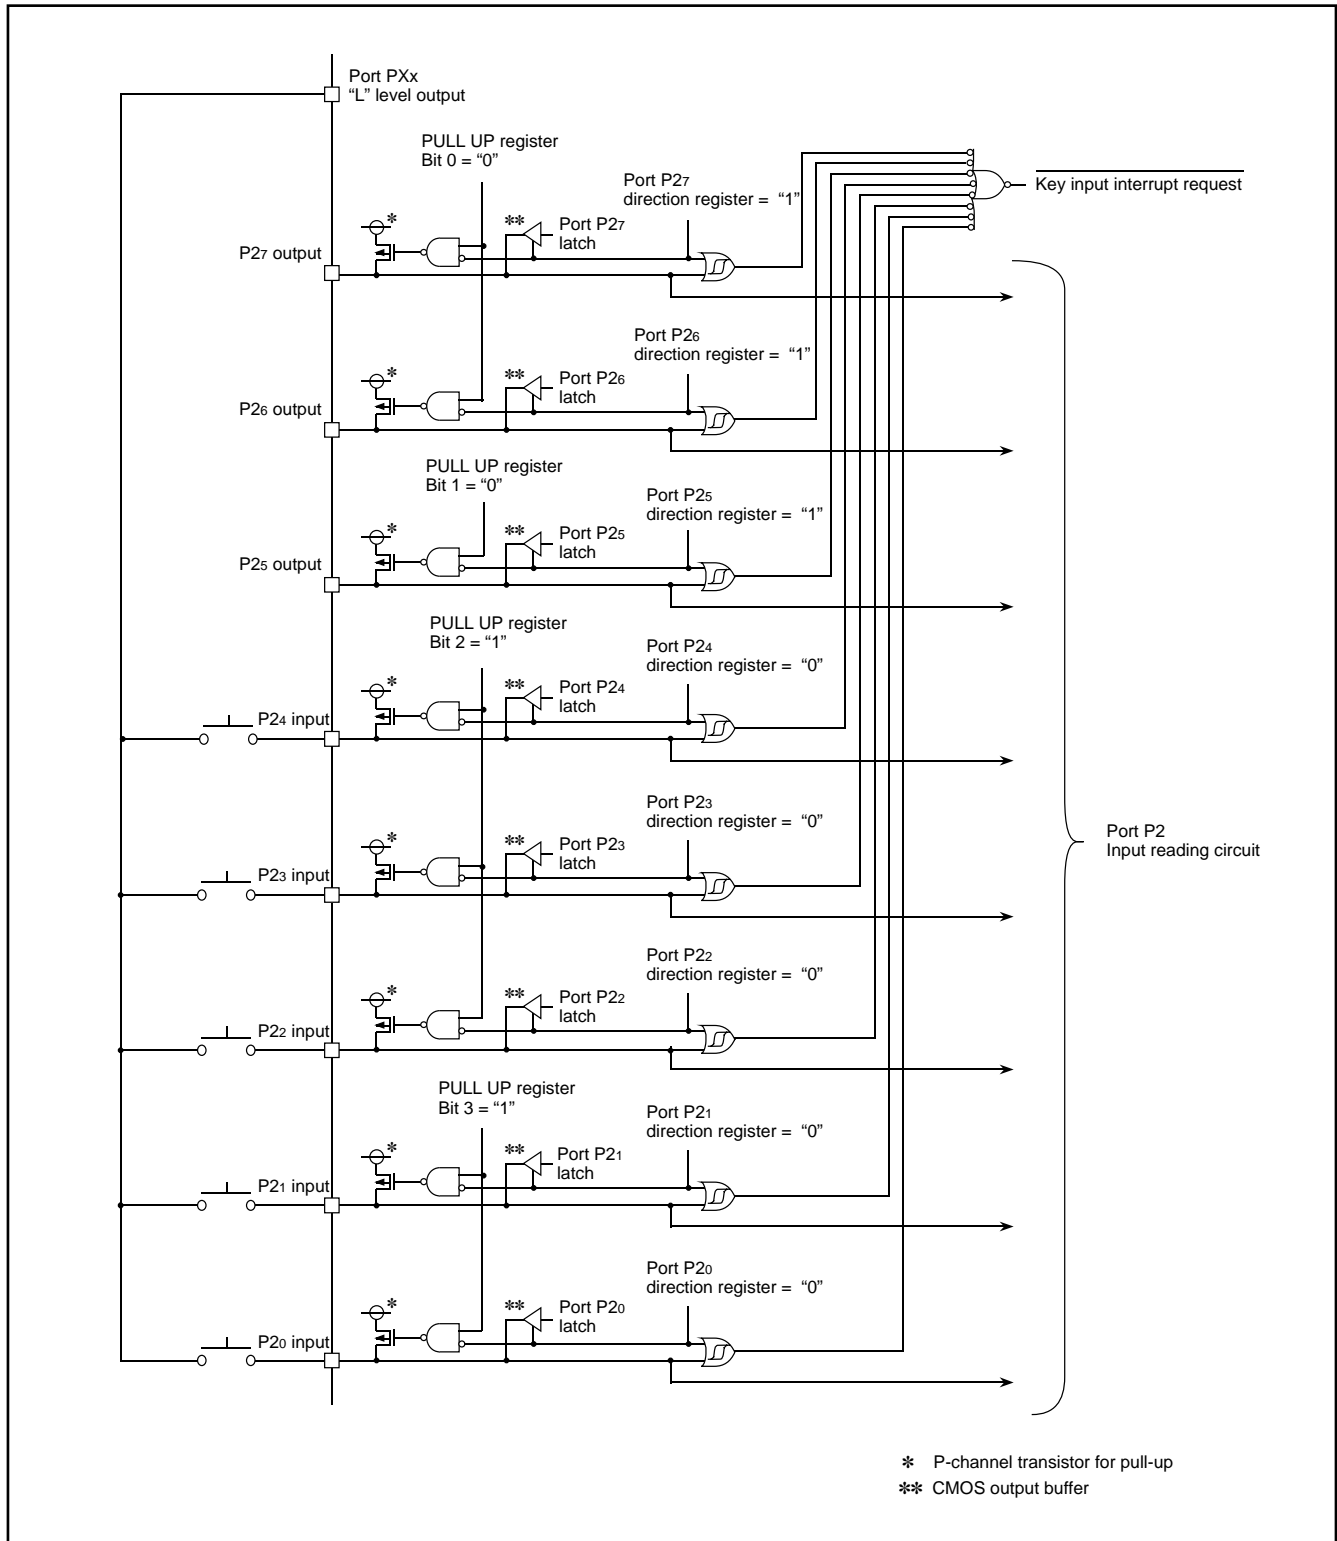 Port PXx
“L” level output
PULL UP register
Bit 0 = “0”
Port P27
direction register = “1”
Key input interrupt request
*
**
Port P27
latch
P27 output
Port P26
direction register = “1”
*
**
Port P26
latch
P26 output
PULL UP register
Bit 1 = “0”
Port P25
direction register = “1”
*
**
Port P25
latch
P25 output
PULL UP register
Bit 2 = “1”
Port P24
direction register = “0”
*
**
Port P24
latch
P24 input
Port P23
direction register = “0”
*
**
Port P23
latch
P23 input
Port P2
Input reading circuit
Port P22
direction register = “0”
*
**
Port P22
latch
P22 input
PULL UP register
Bit 3 = “1”
Port P21
direction register = “0”
*
**
Port P21
latch
P21 input
Port P20
direction register = “0”
*
**
Port P20
latch
P20 input
* P-channel transistor for pull-up
** CMOS output buffer